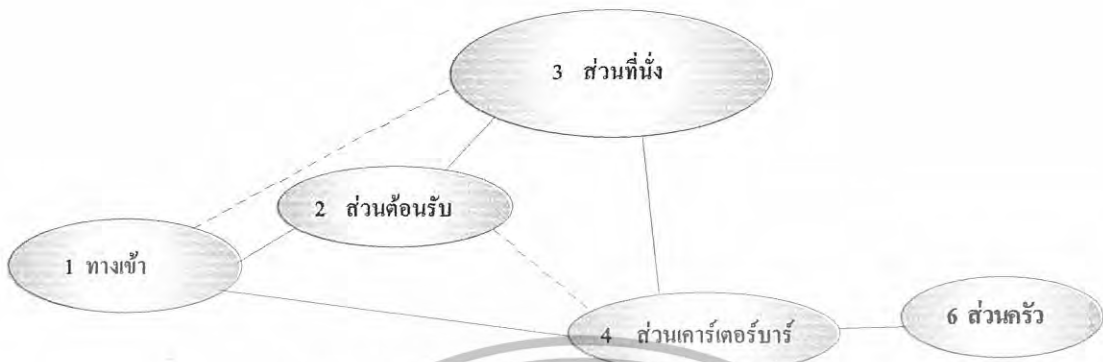 3 ส่วนที่นั่ง
2 ส่วนต้อนรับ
1 ทางเข้า
4 ส่วนเคาร์เตอร์บาร์
6 ส่วนครัว